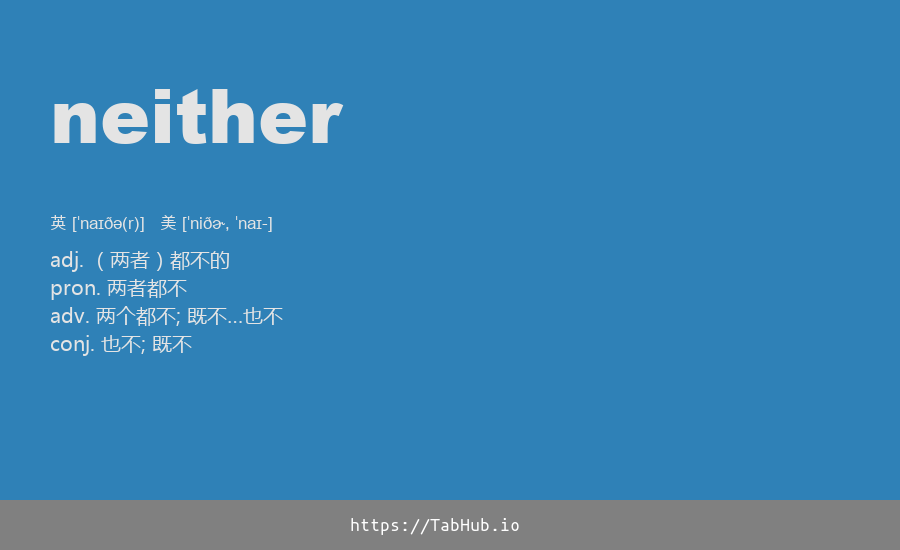 neither
英 [ˈnaɪðə(r)] 美 [ˈniðɚ, ˈnaɪ-]
adj. （两者）都不的
pron. 两者都不
adv. 两个都不; 既不...也不
conj. 也不; 既不
https://TabHub.io